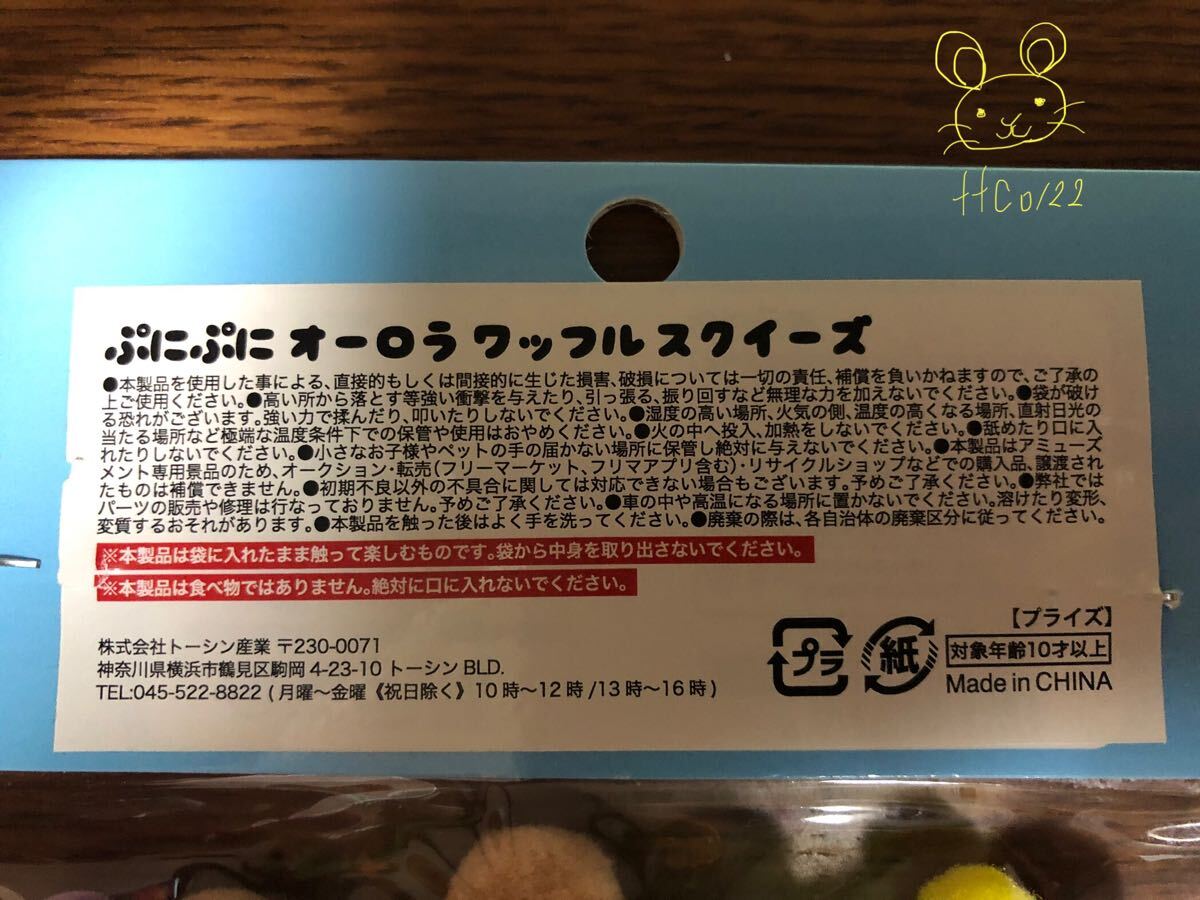 HCo122
ぷにぷに オーロラ ワッフル スクイーズ
●本製品を使用した事による、直接的もしくは間接的に生じた損害、破損については一切の責任、補償を負いかねますので、ご了承の
上ご使用ください。●高い所から落とす等強い衝撃を与えたり、引っ張る、振り回すなど無理な力を加えないでください。●袋が破け
る恐れがございます。強い力で揉んだり、叩いたりしないでください。●湿度の高い場所、火気の側、温度の高くなる場所、直射日光の
当たる場所など極端な温度条件下での保管や使用はおやめください。●火の中へ投入、加熱をしないでください。●舐めたり口に入
れたりしないでください。●小さなお子様やペットの手の届かない場所に保管し絶対に与えないでください。●本製品はアミューズ
メント専用景品のため、オークション・転売(フリーマーケット、フリマアプリ含む)・リサイクルショップなどでの購入品、譲渡され
たものは補償できません。●初期不良以外の不具合に関しては対応できない場合もございます。予めご了承ください。●弊社では
パーツの販売や修理は行なっておりません。予めご了承ください。●車の中や高温になる場所に置かないでください。溶けたり変形、
変質するおそれがあります。●本製品を触った後はよく手を洗ってください。●廃棄の際は、各自治体の廃棄区分に従ってください。
※本製品は袋に入れたまま触って楽しむものです。袋から中身を取り出さないでください。
※本製品は食べ物ではありません。絶対に口に入れないでください。
株式会社トーシン産業 〒230-0071
神奈川県横浜市鶴見区駒岡 4-23-10 トーシン BLD.
TEL:045-522-8822 ( 月曜〜金曜《祝日除く》10時〜12時/13時〜16時)
プラ
紙
【プライズ】
対象年齢10才以上
Made in CHINA